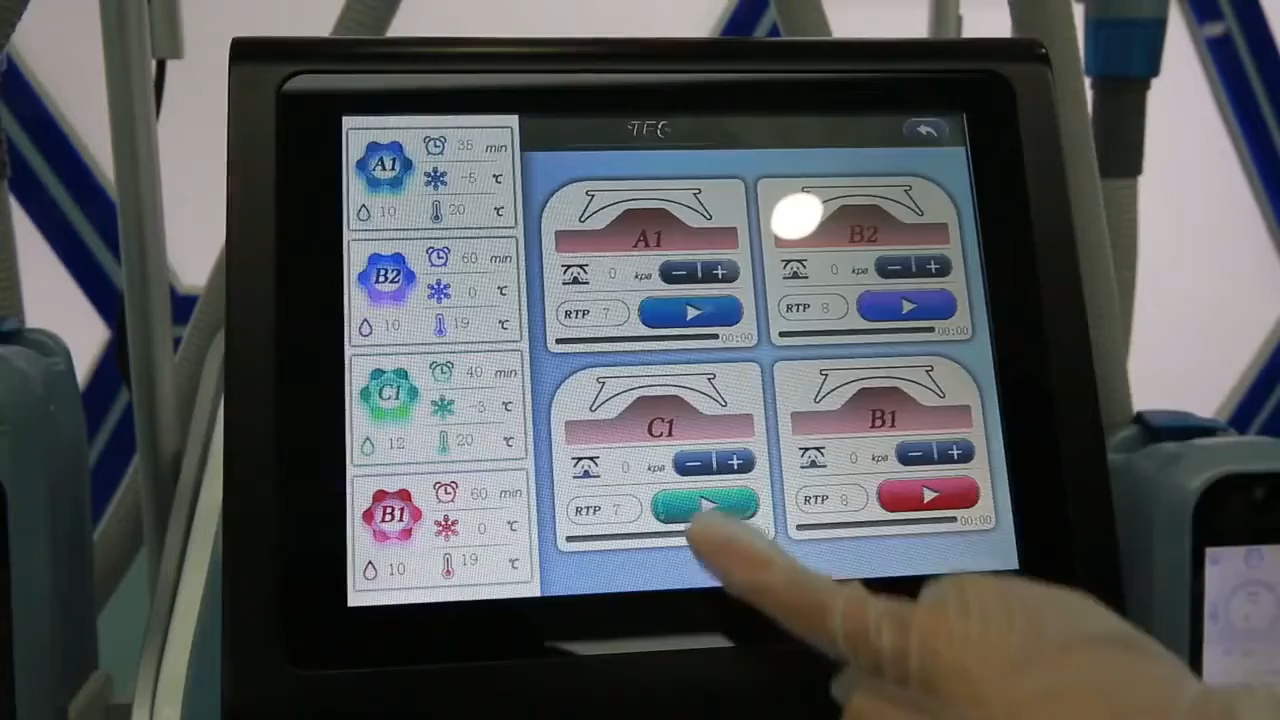 A1
35 min
-5 ℃
10
20 ℃
B2
60 min
0 ℃
10
19 ℃
C1
40 min
-3 ℃
12
20 ℃
B1
60 min
0 ℃
10
19 ℃
A1
0 kpa − +
RTP 7
00:00
B2
0 kpa − +
RTP 8
00:00
C1
0 kpa − +
RTP 7
B1
0 kpa − +
RTP 8
00:00